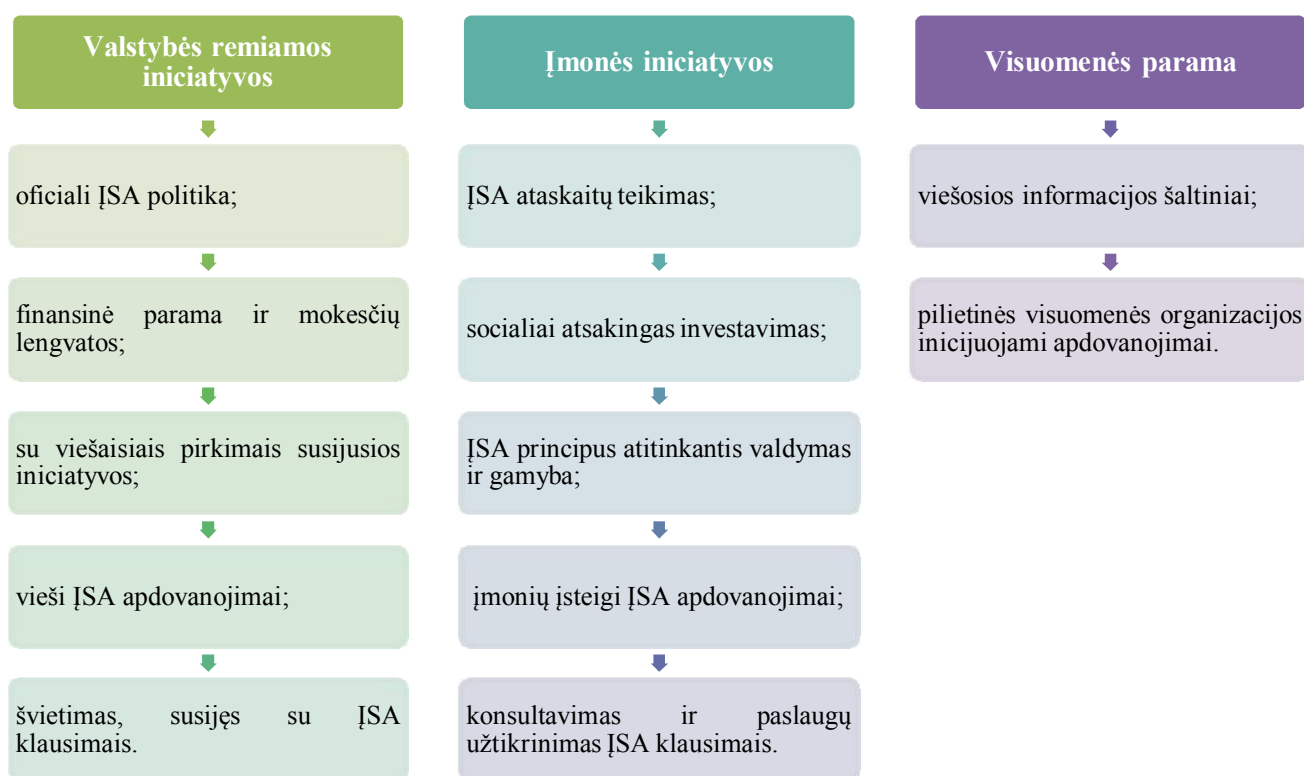 Valstybės remiamos
iniciatyvos
oficiali ĮSA politika;
finansinė parama ir mokesčių
lengvatos;
su viešaisiais pirkimais susijusios
iniciatyvos;
vieši ĮSA apdovanojimai;
švietimas, susijęs su ĮSA
klausimais.
Įmonės iniciatyvos
ĮSA ataskaitų teikimas;
socialiai atsakingas investavimas;
ĮSA principus atitinkantis valdymas
ir gamyba;
įmonių įsteigi ĮSA apdovanojimai;
konsultavimas ir paslaugų
užtikrinimas ĮSA klausimais.
Visuomenės parama
viešosios informacijos šaltiniai;
pilietinės visuomenės organizacijos
inicijuojami apdovanojimai.